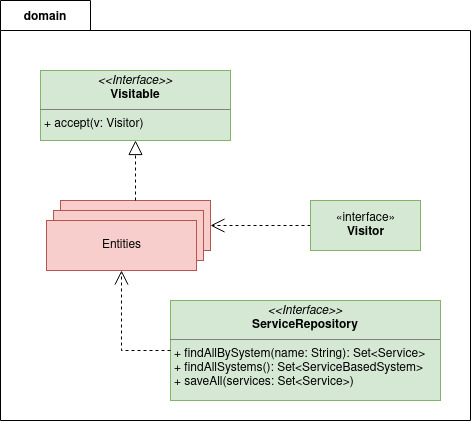 domain
<<Interface>>
Visitable
+ accept(v: Visitor)
Entities
«interface»
Visitor
<<Interface>>
ServiceRepository
+ findAllBySystem(name: String): Set<Service>
+ findAllSystems(): Set<ServiceBasedSystem>
+ saveAll(services: Set<Service>)